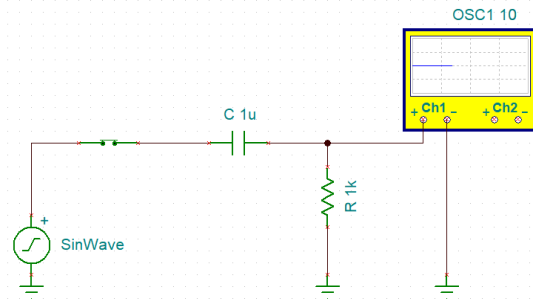 OSC1 10
+ Ch1 − + Ch2 −
C 1u
R 1k
+
SinWave